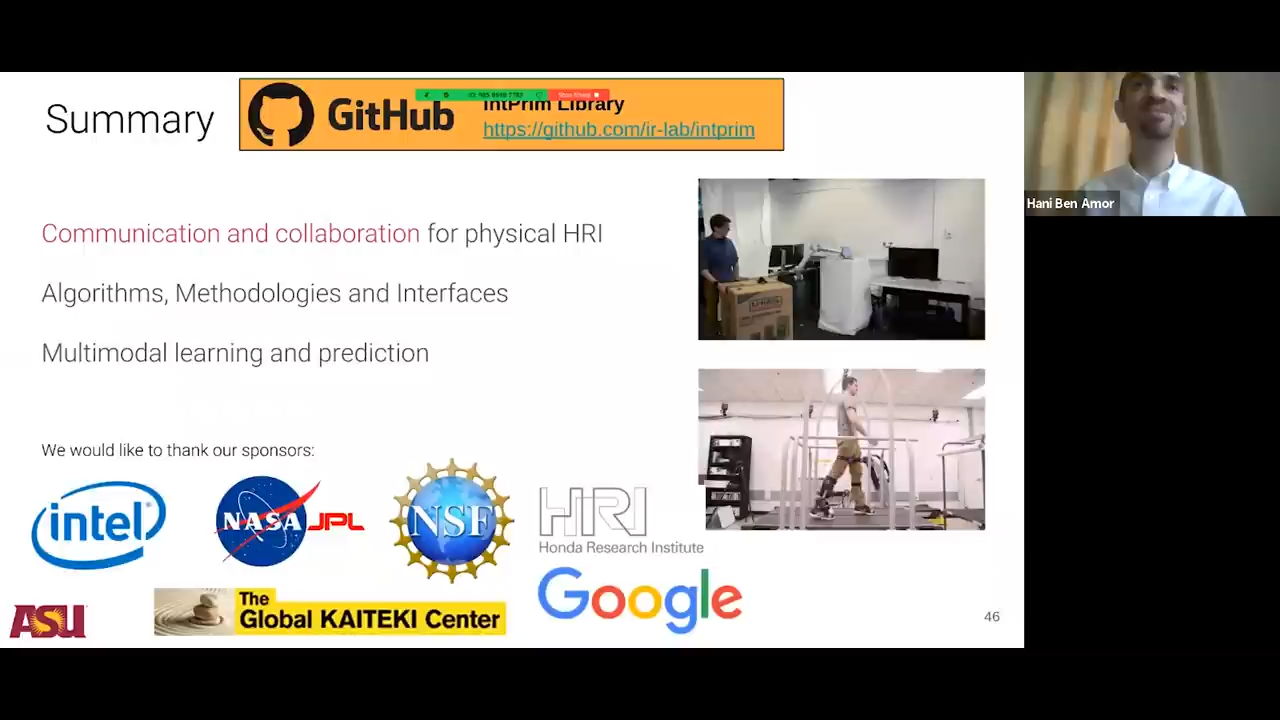 Summary
GitHub
IntPrim Library
https://github.com/ir-lab/intprim
Hani Ben Amor
Communication and collaboration for physical HRI
Algorithms, Methodologies and Interfaces
Multimodal learning and prediction
We would like to thank our sponsors:
intel
NASA JPL
NSF
HRI
Honda Research Institute
The
Global KAITEKI Center
Google
ASU
46